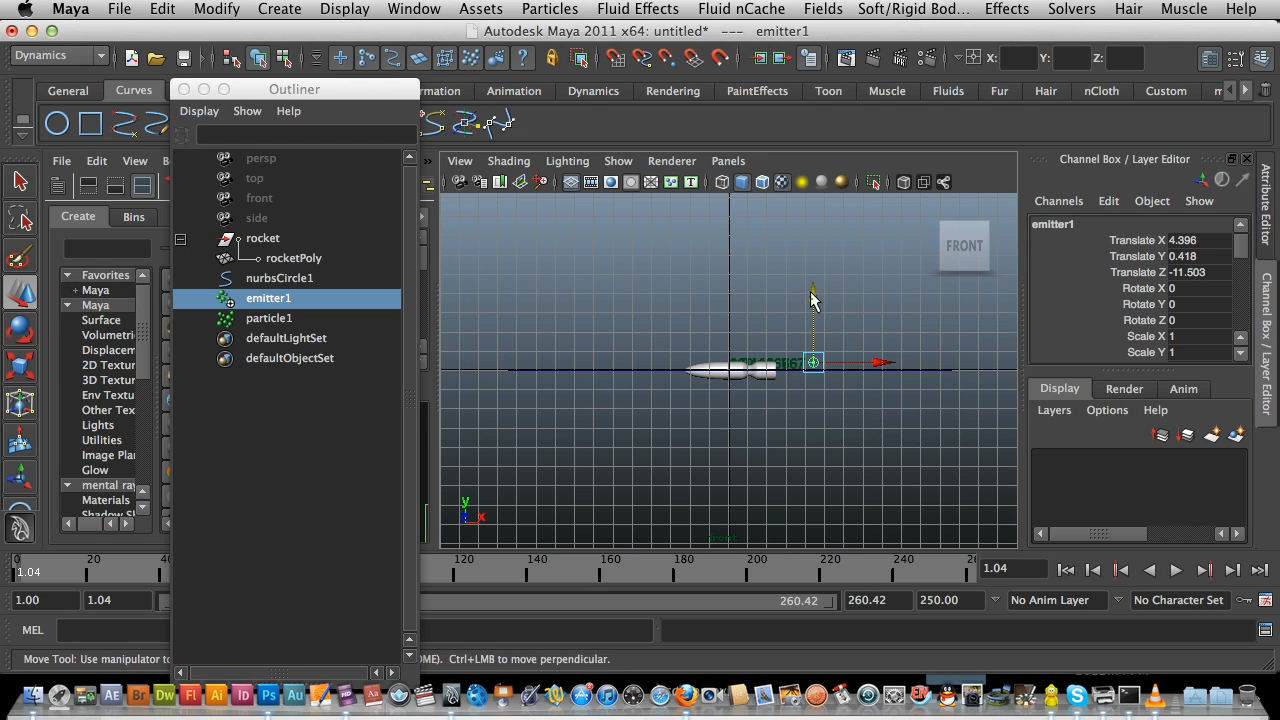 Maya File Edit Modify Create Display Window Assets Particles Fluid Effects Fluid nCache Fields Soft/Rigid Bod... Effects Solvers Hair Muscle Help
Autodesk Maya 2011 x64: untitled* --- emitter1
Dynamics X: Y: Z:
General Curves mation Animation Dynamics Rendering PaintEffects Toon Muscle Fluids Fur Hair nCloth Custom
Outliner
Display Show Help
persp
top
front
side
rocket
rocketPoly
nurbsCircle1
emitter1
particle1
defaultLightSet
defaultObjectSet
File Edit View
Create Bins
Favorites
+ Maya
Maya
Surface
Volumetri
Displacem
2D Textur
3D Textur
Env Textu
Other Tex
Lights
Utilities
Image Plan
Glow
mental ray
Materials
View Shading Lighting Show Renderer Panels
FRONT
y
x
front
Channel Box / Layer Editor
Channels Edit Object Show
emitter1
Translate X 4.396
Translate Y 0.418
Translate Z -11.503
Rotate X 0
Rotate Y 0
Rotate Z 0
Scale X 1
Scale Y 1
Display Render Anim
Layers Options Help
Attribute Editor
Channel Box / Layer Editor
0 20 40 60 120 140 160 180 200 220 240
1.04
1.04
1.00 1.04 260.42 260.42 250.00 No Anim Layer No Character Set
MEL
Move Tool: Use manipulator to OME). Ctrl+LMB to move perpendicular.